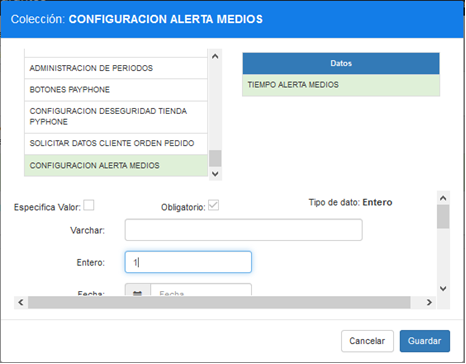 Colección: CONFIGURACION ALERTA MEDIOS
ADMINISTRACION DE PERIODOS
BOTONES PAYPHONE
CONFIGURACION DESEGURIDAD TIENDA
PYPHONE
SOLICITAR DATOS CLIENTE ORDEN PEDIDO
CONFIGURACION ALERTA MEDIOS
Datos
TIEMPO ALERTA MEDIOS
Especifica Valor:
Obligatorio:
Tipo de dato: Entero
Varchar:
Entero: 1
Fecha: Fecha
Cancelar
Guardar